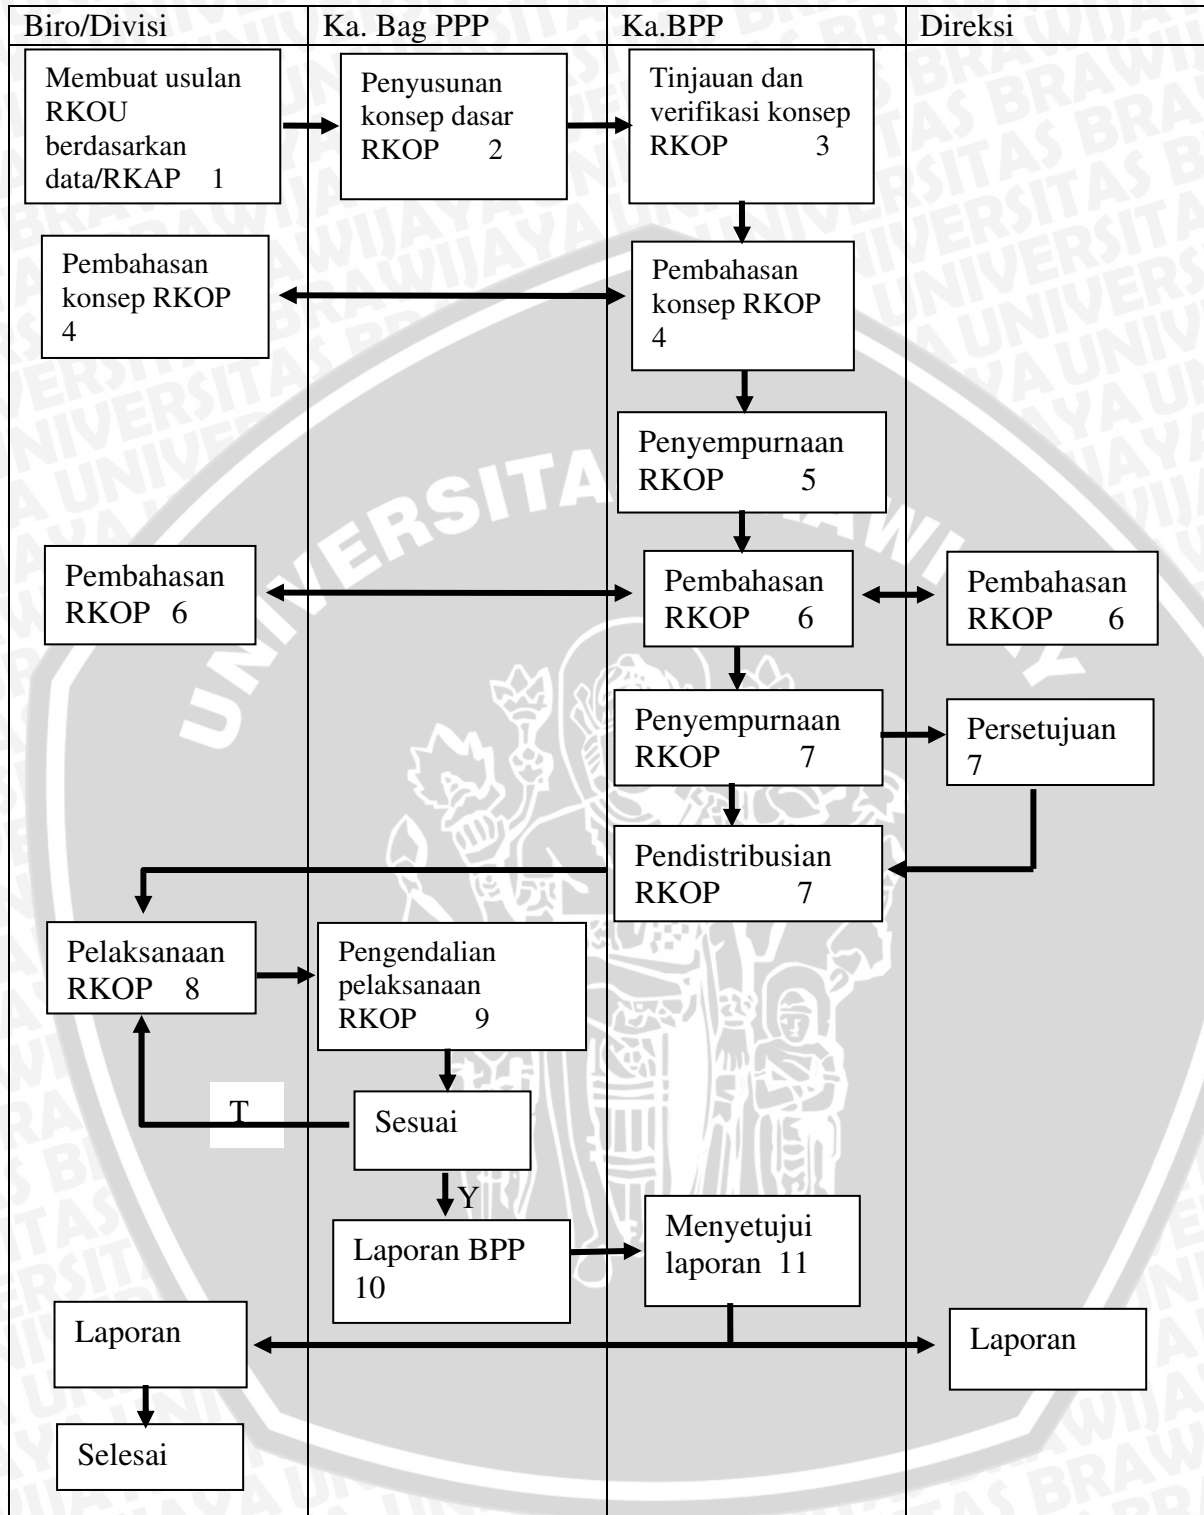 Biro/Divisi
Ka. Bag PPP
Ka.BPP
Direksi
Membuat usulan
RKOU
berdasarkan
data/RKAP 1
Penyusunan
konsep dasar
RKOP 2
Tinjauan dan
verifikasi konsep
RKOP 3
Pembahasan
konsep RKOP
4
Pembahasan
konsep RKOP
4
Penyempurnaan
RKOP 5
Pembahasan
RKOP 6
Pembahasan
RKOP 6
Pembahasan
RKOP 6
Penyempurnaan
RKOP 7
Persetujuan
7
Pendistribusian
RKOP 7
Pelaksanaan
RKOP 8
Pengendalian
pelaksanaan
RKOP 9
T
Sesuai
Y
Laporan BPP
10
Menyetujui
laporan 11
Laporan
Laporan
Selesai